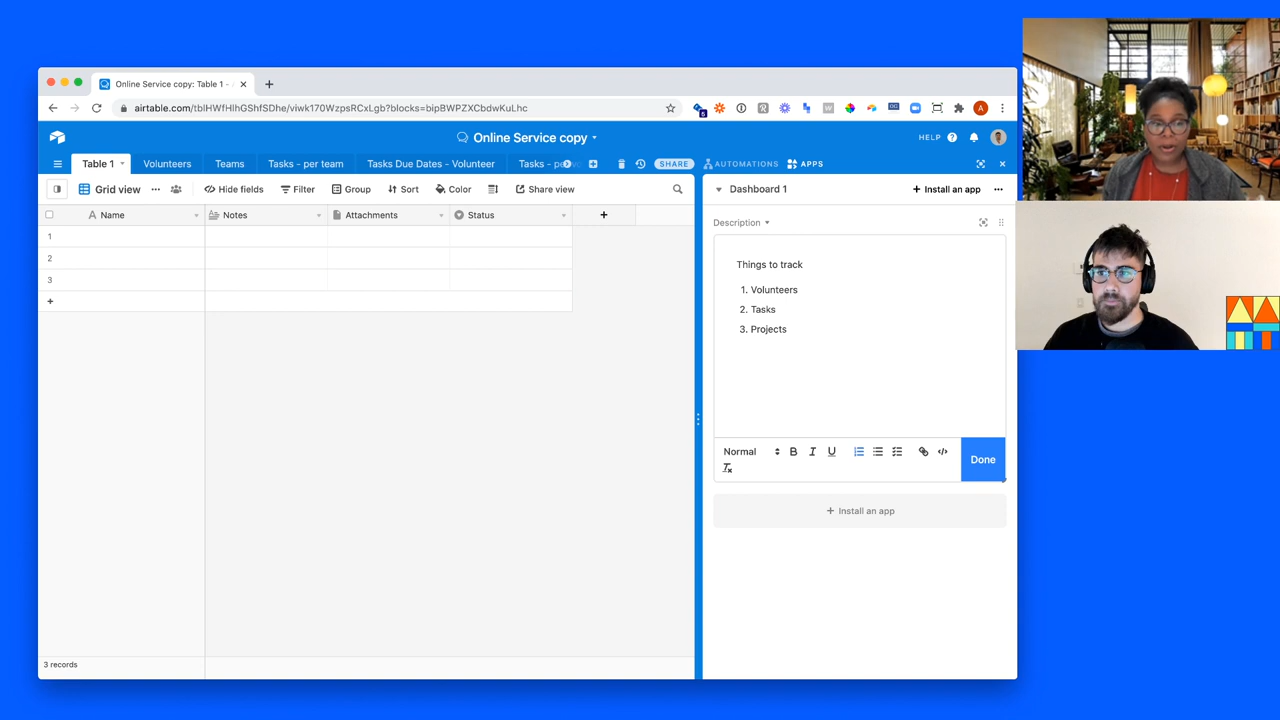 Online Service copy: Table 1 -
airtable.com/tblHWfHlhGShfSDhe/viwk170WzpsRCxLgb?blocks=bipBWPZXCbdwKuLhc
5
A
Online Service copy
HELP
Table 1
Volunteers
Teams
Tasks - per team
Tasks Due Dates - Volunteer
SHARE
AUTOMATIONS
APPS
Grid view
Hide fields
Filter
Group
Sort
Color
Share view
Dashboard 1
Install an app
Name
Notes
Attachments
Status
Description
1
2
3
Things to track
1. Volunteers
2. Tasks
3. Projects
Normal
B I U
Done
Install an app
3 records